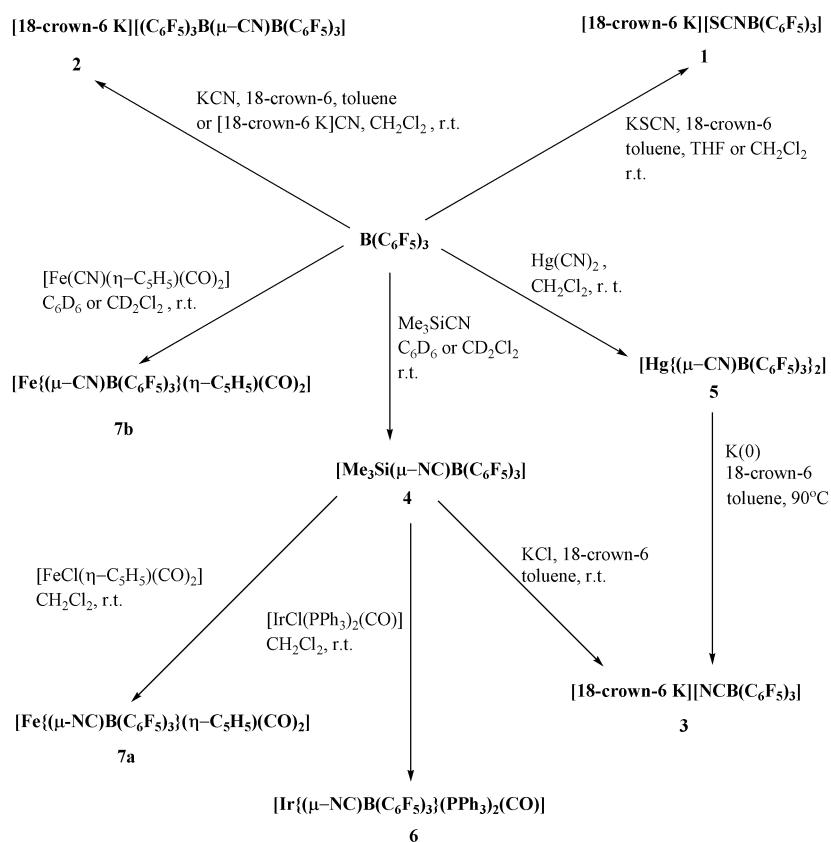 [18-crown-6 K][(C6F5)3B(μ–CN)B(C6F5)3]
2
[18-crown-6 K][SCNB(C6F5)3]
1
KCN, 18-crown-6, toluene
or [18-crown-6 K]CN, CH2Cl2 , r.t.
KSCN, 18-crown-6
toluene, THF or CH2Cl2
r.t.
B(C6F5)3
[Fe(CN)(η–C5H5)(CO)2]
C6D6 or CD2Cl2 , r.t.
Hg(CN)2 ,
CH2Cl2, r. t.
Me3SiCN
C6D6 or CD2Cl2
r.t.
[Fe{(μ–CN)B(C6F5)3}(η–C5H5)(CO)2]
7b
[Hg{(μ–CN)B(C6F5)3}2]
5
K(0)
18-crown-6
toluene, 90°C
[Me3Si(μ–NC)B(C6F5)3]
4
[FeCl(η–C5H5)(CO)2]
CH2Cl2, r.t.
[IrCl(PPh3)2(CO)]
CH2Cl2, r.t.
KCl, 18-crown-6
toluene, r.t.
[Fe{(μ-NC)B(C6F5)3}(η–C5H5)(CO)2]
7a
[18-crown-6 K][NCB(C6F5)3]
3
[Ir{(μ–NC)B(C6F5)3}(PPh3)2(CO)]
6